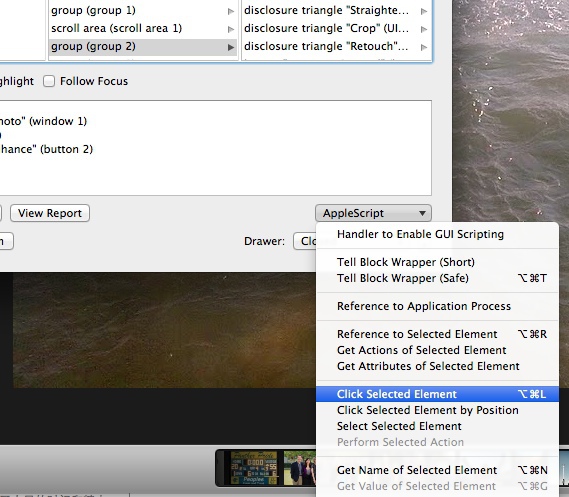 group (group 1)
disclosure triangle "Straighte...
scroll area (scroll area 1)
disclosure triangle "Crop" (UI...
group (group 2)
disclosure triangle "Retouch"...
ghlight
Follow Focus
hoto" (window 1)
)
hance" (button 2)
View Report
AppleScript
Drawer:
Clo
Handler to Enable GUI Scripting
Tell Block Wrapper (Short)
Tell Block Wrapper (Safe) ⌥⌘T
Reference to Application Process
Reference to Selected Element ⌥⌘R
Get Actions of Selected Element
Get Attributes of Selected Element
Click Selected Element ⌥⌘L
Click Selected Element by Position
Select Selected Element
Perform Selected Action
Get Name of Selected Element ⌥⌘N
Get Value of Selected Element ⌥⌘G